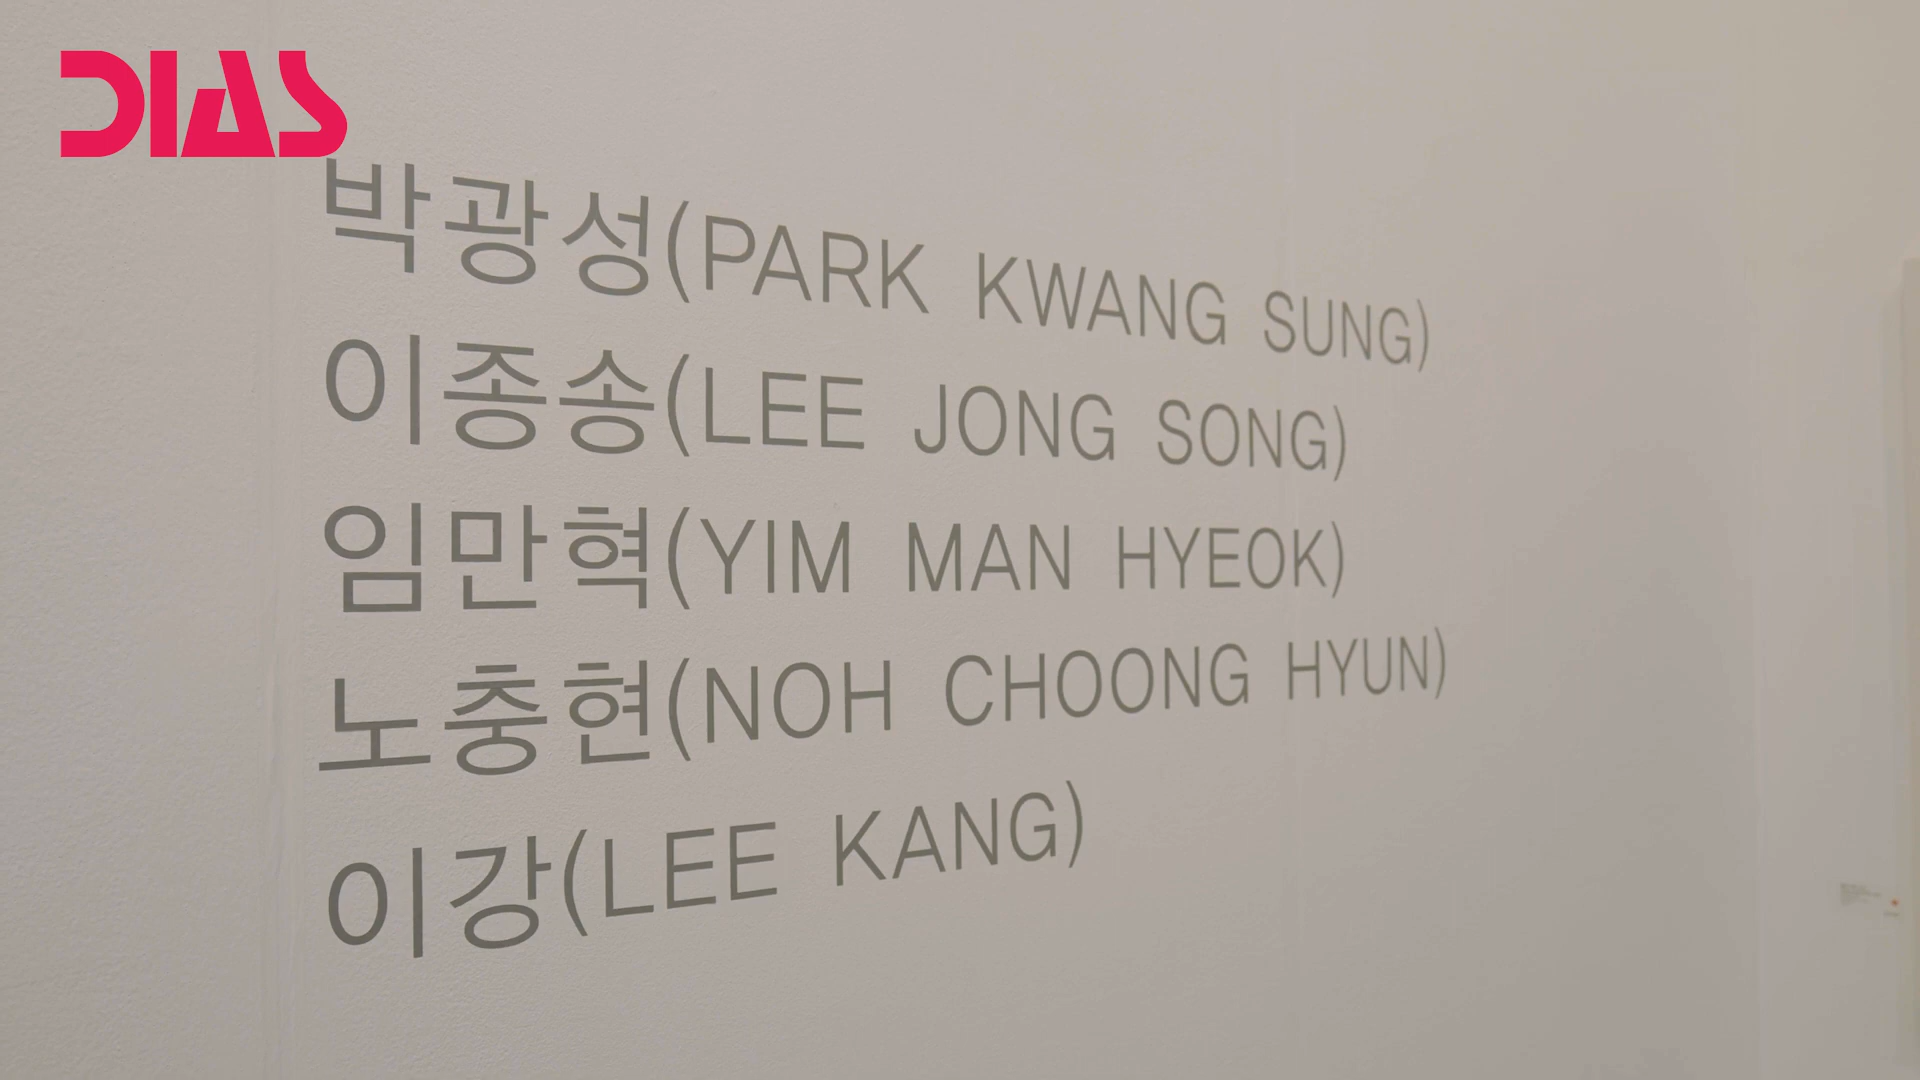 DIAS
박광성(PARK KWANG SUNG)
이종송(LEE JONG SONG)
임만혁(YIM MAN HYEOK)
노충현(NOH CHOONG HYUN)
이강(LEE KANG)